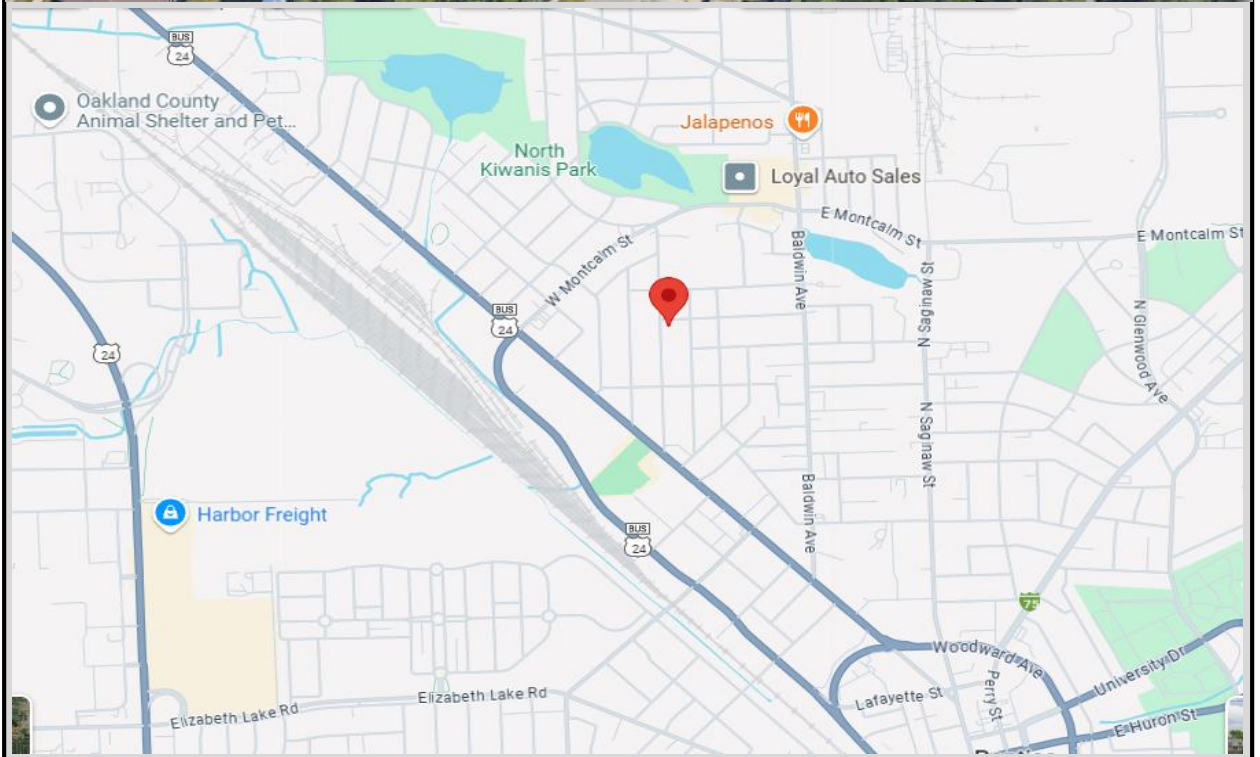 BUS
24
Oakland County
Animal Shelter and Pet...
Jalapenos
North
Kiwanis Park
Loyal Auto Sales
E Montcalm St
E Montcalm St
W Montcalm St
Baldwin Ave
N Saginaw St
BUS
24
N Glenwood Ave
24
N Saginaw St
Baldwin Ave
Harbor Freight
BUS
24
75
Woodward Ave
University Dr
Perry St
Lafayette St
Elizabeth Lake Rd
Elizabeth Lake Rd
E Huron St